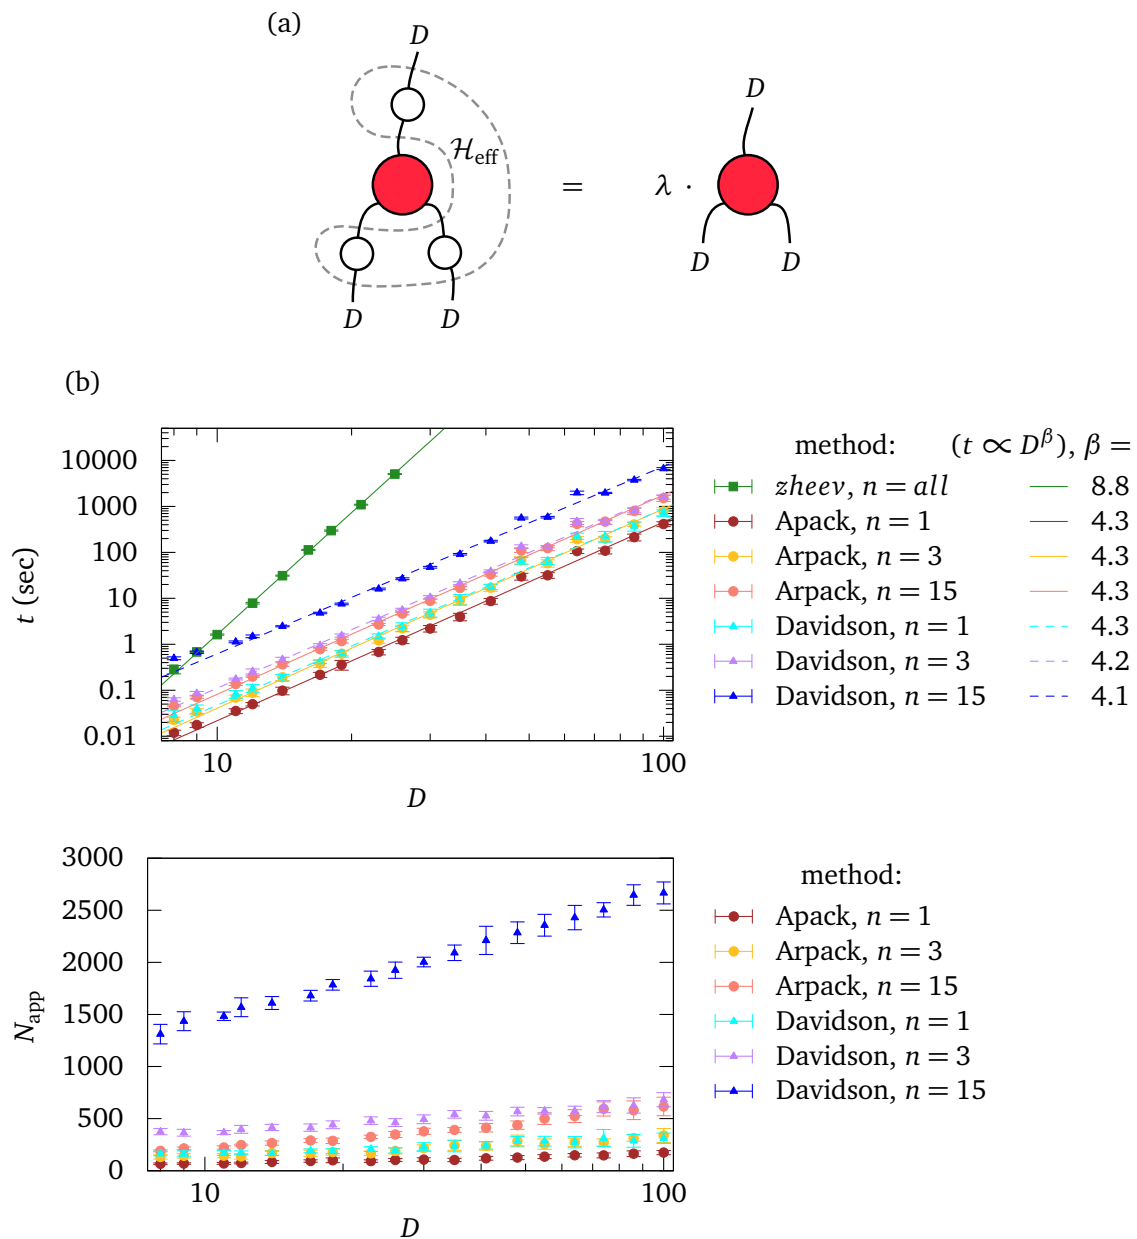 (a)
D
ℋeff
= λ ·
D
D D
D D
(b)
method: (t ∝ D^β), β =
zheev, n = all 8.8
Apack, n = 1 4.3
Arpack, n = 3 4.3
Arpack, n = 15 4.3
Davidson, n = 1 4.3
Davidson, n = 3 4.2
Davidson, n = 15 4.1
10000
1000
100
10
1
0.1
0.01
t (sec)
10 100
D
3000
2500
2000
1500
1000
500
0
N_app
10 100
D
method:
Apack, n = 1
Arpack, n = 3
Arpack, n = 15
Davidson, n = 1
Davidson, n = 3
Davidson, n = 15